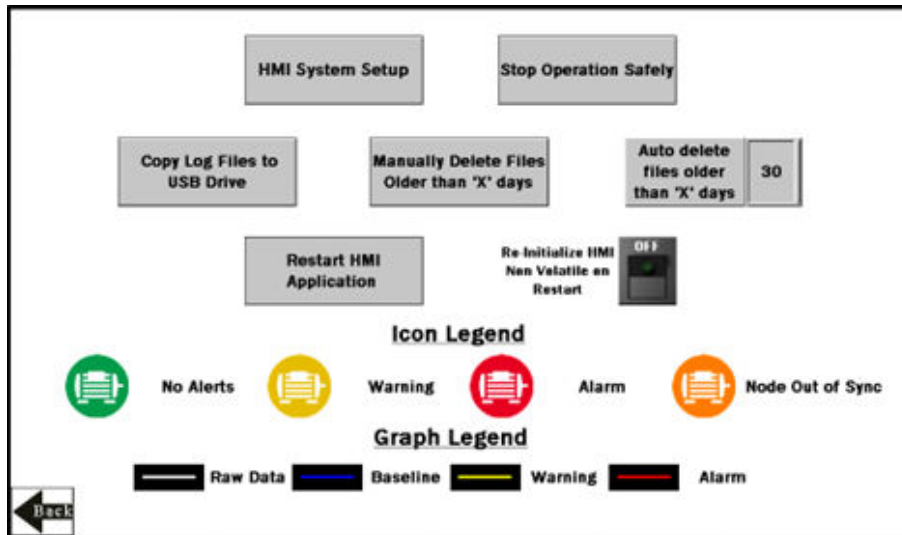 HMI System Setup
Stop Operation Safely
Copy Log Files to
USB Drive
Manually Delete Files
Older than 'X' days
Auto delete
files older
than 'X' days
30
Restart HMI
Application
Re-Initialize HMI
Non Volatile on
Restart
OFF
Icon Legend
No Alerts
Warning
Alarm
Node Out of Sync
Graph Legend
Raw Data
Baseline
Warning
Alarm
Back